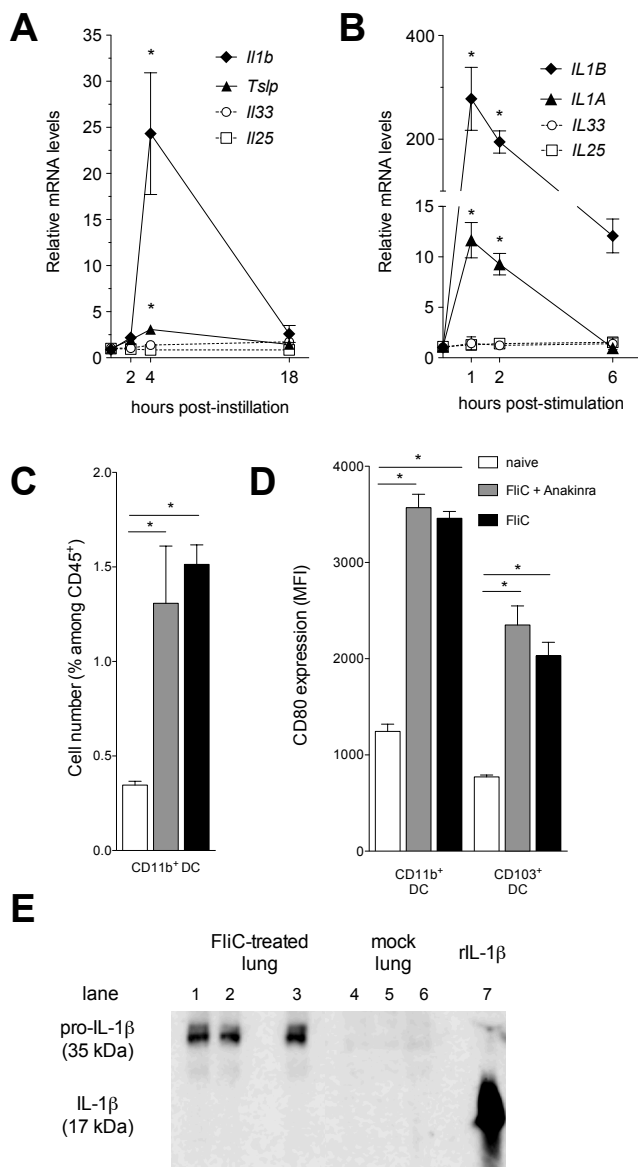 A
35
30
25
20
15
10
5
0
Relative mRNA levels
*
*
Il1b
Tslp
Il33
Il25
2 4 18
hours post-instillation
B
400
200
15
10
5
0
Relative mRNA levels
*
*
*
*
IL1B
IL1A
IL33
IL25
1 2 6
hours post-stimulation
C
2.0
1.5
1.0
0.5
0.0
Cell number (% among CD45+)
*
*
CD11b+ DC
D
4000
3000
2000
1000
0
CD80 expression (MFI)
*
*
*
*
naive
FliC + Anakinra
FliC
CD11b+
DC
CD103+
DC
E
FliC-treated
lung
mock
lung
rIL-1β
lane 1 2 3 4 5 6 7
pro-IL-1β
(35 kDa)
IL-1β
(17 kDa)